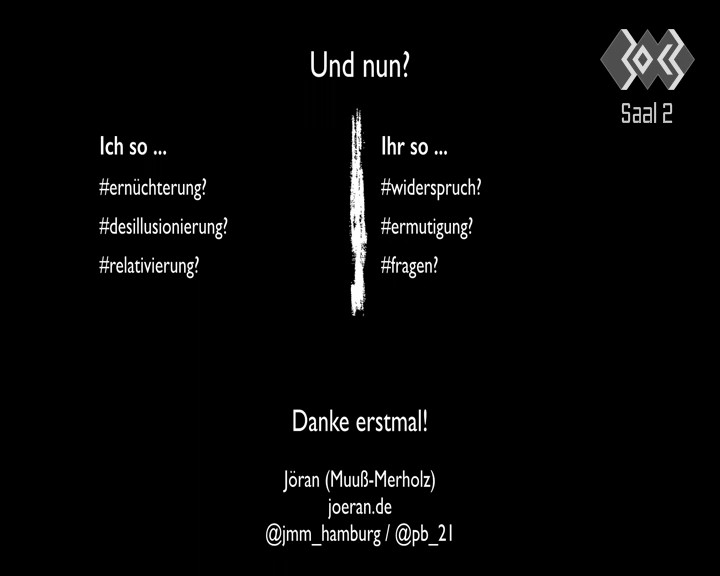 Und nun?
Saal 2
Ich so ...
#ernüchterung?
#desillusionierung?
#relativierung?
Ihr so ...
#widerspruch?
#ermutigung?
#fragen?
Danke erstmal!
Jöran (Muuß-Merholz)
joeran.de
@jmm_hamburg / @pb_21